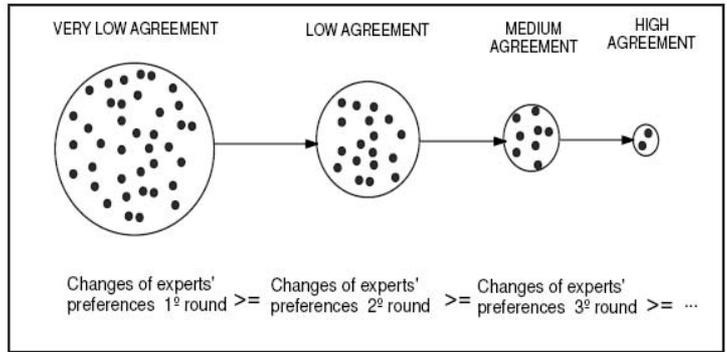 VERY LOW AGREEMENT
LOW AGREEMENT
MEDIUM
AGREEMENT
HIGH
AGREEMENT
Changes of experts'
preferences 1º round >=
Changes of experts'
preferences 2º round >=
Changes of experts'
preferences 3º round >= ...